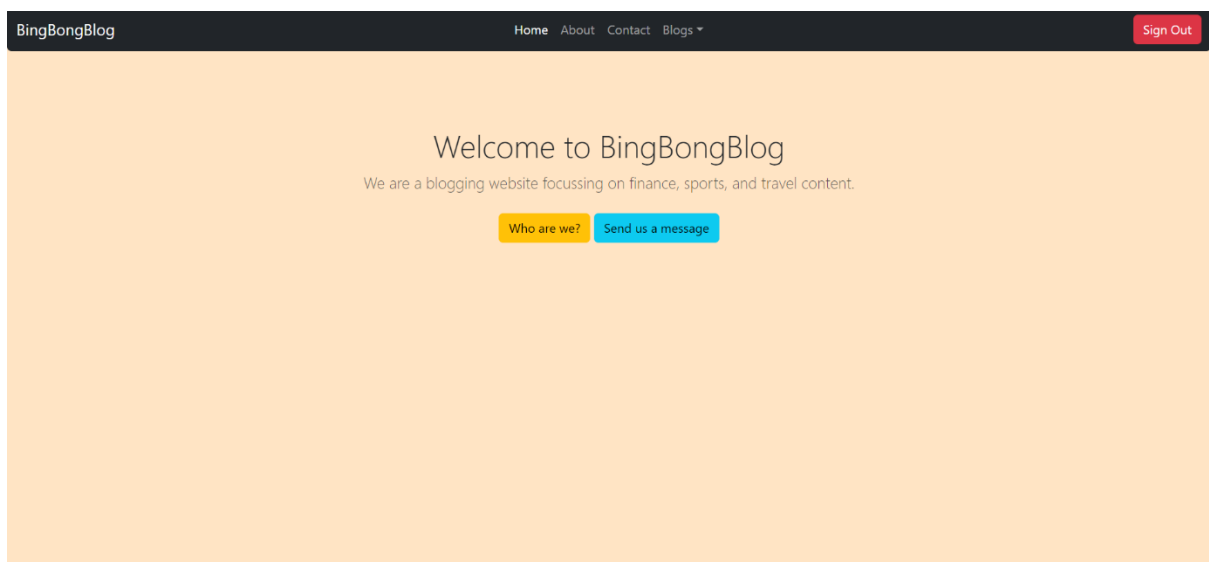 BingBongBlog
Home About Contact Blogs
Sign Out
Welcome to BingBongBlog
We are a blogging website focussing on finance, sports, and travel content.
Who are we? Send us a message